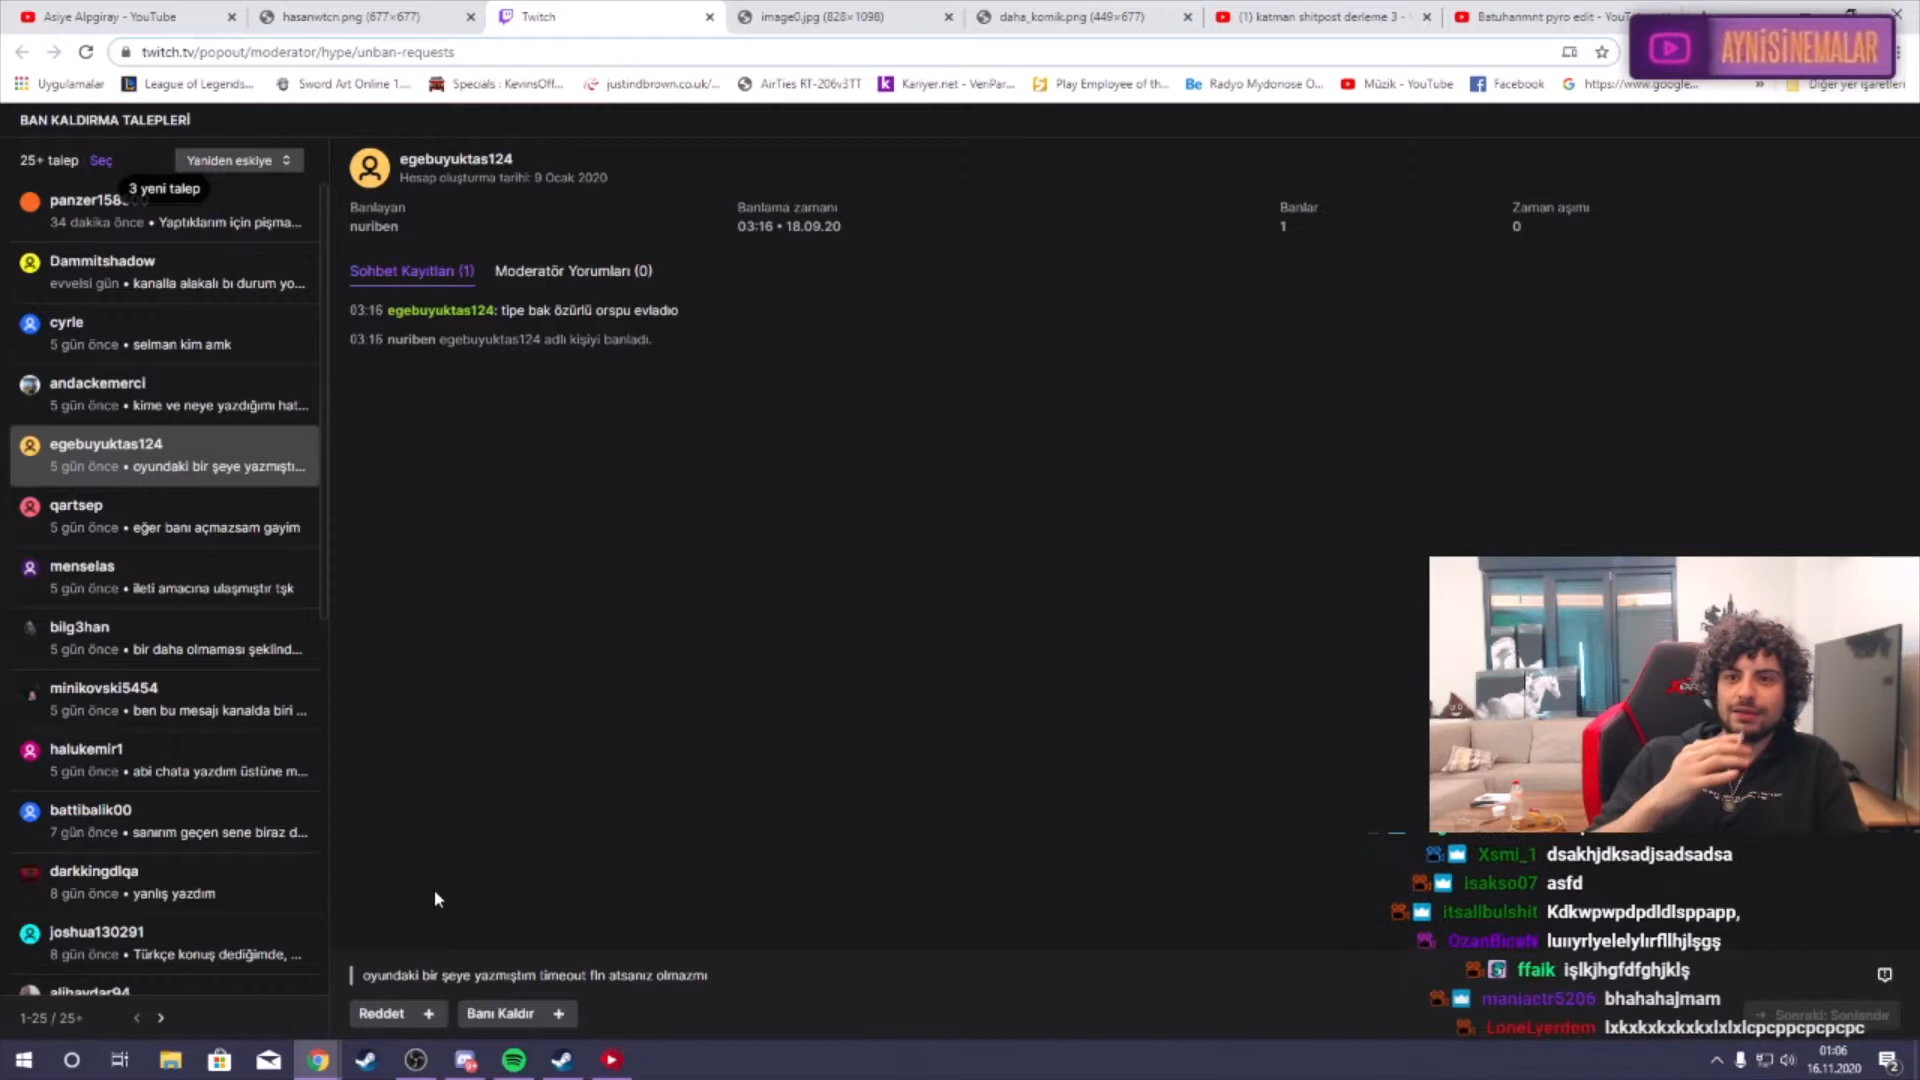 Asiye Alpgiray - YouTube
hasanwtcn.png (677×677)
Twitch
image0.jpg (828×1098)
daha_komik.png (449×677)
(1) katman shitpost derleme 3 -
Batuhanmnt pyro edit - YouT
AYNiSiNEMALAR
twitch.tv/popout/moderator/hype/unban-requests
Uygulamalar
League of Legends...
Sword Art Online 1...
Specials : KevinsOff...
justindbrown.co.uk/...
AirTies RT-206v3TT
Kariyer.net - VeriPar...
Play Employee of th...
Radyo Mydonose O...
Müzik - YouTube
Facebook
https://www.google...
Diğer yer işaretleri
BAN KALDIRMA TALEPLERİ
25+ talep Seç
Yaniden eskiye
3 yeni talep
34 dakika önce • Yaptıklarım için pişma...
Dammitshadow
evvelsi gün • kanalla alakalı bı durum yo...
cyrle
5 gün önce • selman kim amk
andackemerci
5 gün önce • kime ve neye yazdığımı hat...
egebuyuktas124
5 gün önce • oyundaki bir şeye yazmıştı...
qartsep
5 gün önce • eğer banı açmazsam gayim
menselas
5 gün önce • ileti amacına ulaşmıştır tşk
bilg3han
5 gün önce • bir daha olmaması şeklind...
minikovski5454
5 gün önce • ben bu mesajı kanalda biri ...
halukemir1
5 gün önce • abi chata yazdım üstüne m...
battibalik00
7 gün önce • sanırım geçen sene biraz d...
darkkingdlqa
8 gün önce • yanlış yazdım
joshua130291
8 gün önce • Türkçe konuş dediğimde, ...
alihaydar94
1-25 / 25+
egebuyuktas124
Hesap oluşturma tarihi: 9 Ocak 2020
Banlayan
nuriben
Banlama zamanı
03:16 • 18.09.20
Banlar
1
Zaman aşımı
0
Sohbet Kayıtları (1)
Moderatör Yorumları (0)
03:16 egebuyuktas124: tipe bak özürlü orspu evladıo
03:16 nuriben egebuyuktas124 adlı kişiyi banladı.
oyundaki bir şeye yazmıştım timeout fln atsanız olmazmı
Reddet +
Banı Kaldır +
Xsmi_1 dsakhjdksadjsadsadsa
isakso07 asfd
itsallbulshit Kdkwpwpdpdldlsppapp,
OzanBiceN luııyrlyelelylırfllhjlşgş
ffaik işlkjhgfdfghjklş
maniactr5206 bhahahajmam
LoneLyerdem lxkxkxkxkxkxlxlxlcpcppcpcpcpc
Sonraki: Sonlandır
01:06
16.11.2020
2